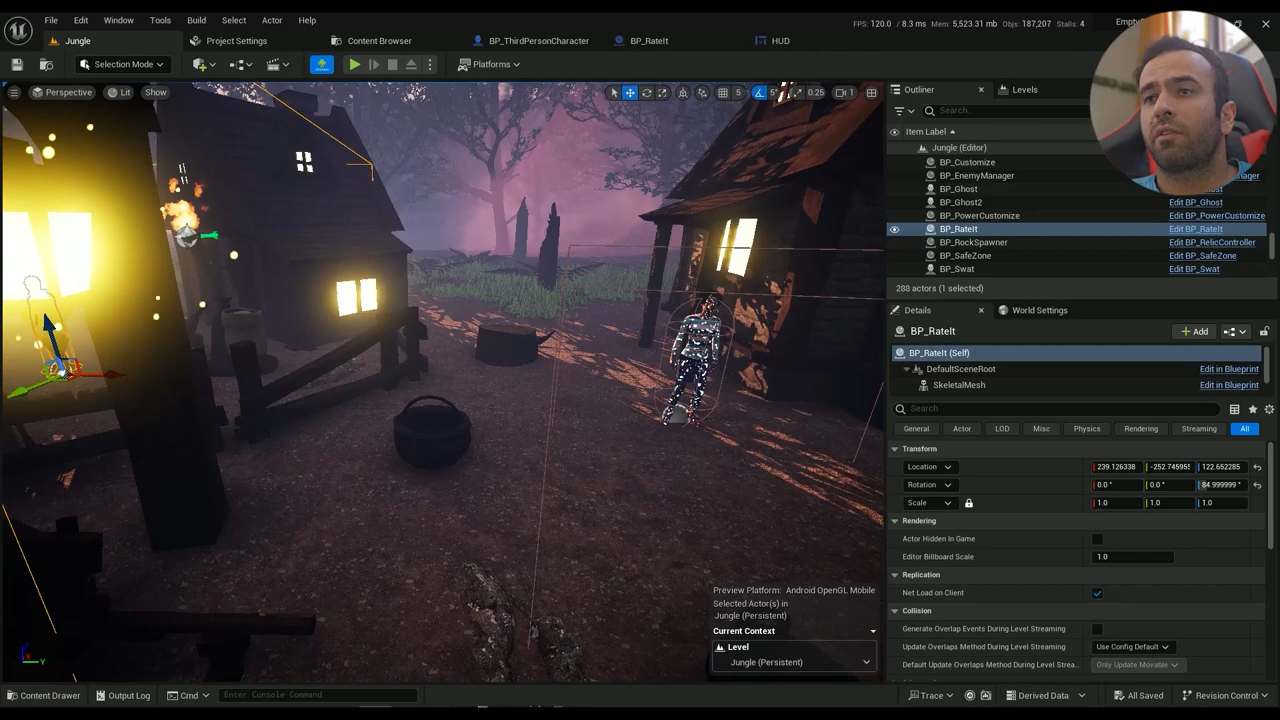 File Edit Window Tools Build Select Actor Help
FPS: 120.0 / 8.3 ms Mem: 5,523.31 mb Objs: 187,207 Stalls: 4
Jungle Project Settings Content Browser BP_ThirdPersonCharacter BP_RateIt HUD
Selection Mode Platforms
Perspective Lit Show 5 5° 0.25 1
Outliner Levels
Search.
Item Label
Jungle (Editor)
BP_Customize
BP_EnemyManager
BP_Ghost
BP_Ghost2 Edit BP_Ghost
BP_PowerCustomize Edit BP_PowerCustomize
BP_RateIt Edit BP_RateIt
BP_RockSpawner Edit BP_RelicController
BP_SafeZone Edit BP_SafeZone
BP_Swat Edit BP_Swat
288 actors (1 selected)
Details World Settings
BP_RateIt Add
BP_RateIt (Self)
DefaultSceneRoot Edit in Blueprint
SkeletalMesh Edit in Blueprint
Search
General Actor LOD Misc Physics Rendering Streaming All
Transform
Location 239.126338 -252.745955 122.652285
Rotation 0.0 ° 0.0 ° 84.999999 °
Scale 1.0 1.0 1.0
Rendering
Actor Hidden In Game
Editor Billboard Scale 1.0
Replication
Net Load on Client
Collision
Generate Overlap Events During Level Streaming
Update Overlaps Method During Level Streaming Use Config Default
Default Update Overlaps Method During Level Strea... Only Update Movable
Preview Platform: Android OpenGL Mobile
Selected Actor(s) in
Jungle (Persistent)
Current Context
Level
Jungle (Persistent)
Content Drawer Output Log Cmd Enter Console Command Trace Derived Data All Saved Revision Control